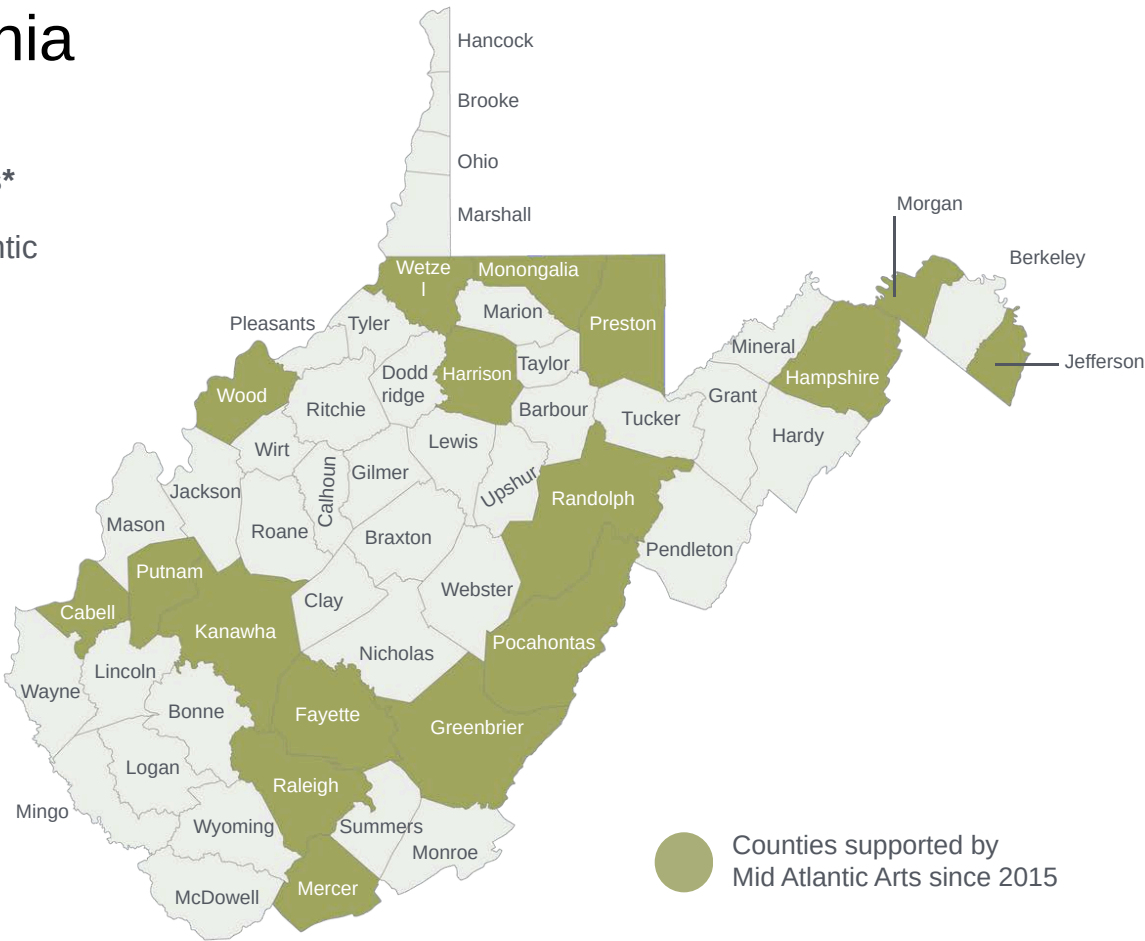 nia
s*
ntic
Hancock
Brooke
Ohio
Marshall
Morgan
Berkeley
Jefferson
Wetze
l
Monongalia
Marion
Preston
Pleasants
Tyler
Mineral
Hampshire
Wood
Dodd
ridge
Harrison
Taylor
Ritchie
Barbour
Tucker
Grant
Hardy
Wirt
Lewis
Calhoun
Gilmer
Upshur
Jackson
Randolph
Mason
Roane
Braxton
Pendleton
Putnam
Webster
Cabell
Clay
Kanawha
Pocahontas
Nicholas
Lincoln
Wayne
Bonne
Fayette
Greenbrier
Logan
Raleigh
Mingo
Wyoming
Summers
Monroe
McDowell
Mercer
Counties supported by
Mid Atlantic Arts since 2015